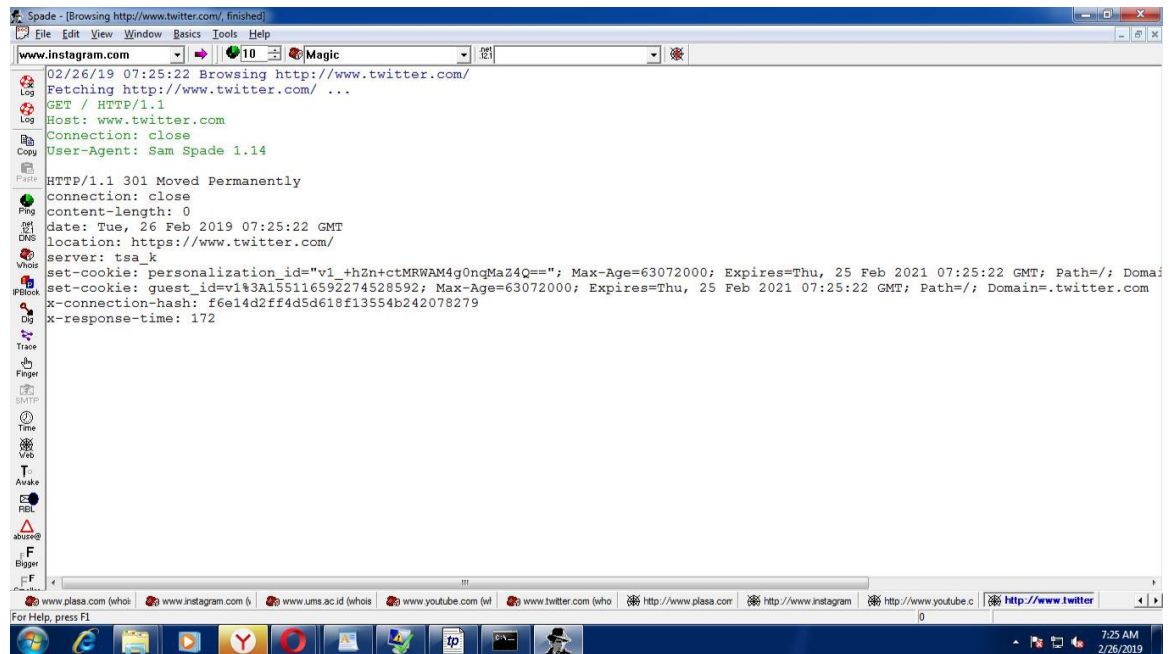 Spade - [Browsing http://www.twitter.com/, finished]
File Edit View Window Basics Tools Help
www.instagram.com 10 Magic .net 12.1
02/26/19 07:25:22 Browsing http://www.twitter.com/
Fetching http://www.twitter.com/ ...
GET / HTTP/1.1
Host: www.twitter.com
Connection: close
User-Agent: Sam Spade 1.14
HTTP/1.1 301 Moved Permanently
connection: close
content-length: 0
date: Tue, 26 Feb 2019 07:25:22 GMT
location: https://www.twitter.com/
server: tsa_k
set-cookie: personalization_id="v1_+hZn+ctMRWAM4g0nqMaZ4Q=="; Max-Age=63072000; Expires=Thu, 25 Feb 2021 07:25:22 GMT; Path=/; Domai
set-cookie: guest_id=v1%3A155116592274528592; Max-Age=63072000; Expires=Thu, 25 Feb 2021 07:25:22 GMT; Path=/; Domain=.twitter.com
x-connection-hash: f6e14d2ff4d5d618f13554b242078279
x-response-time: 172
Log
Log
Copy
Paste
Ping
.net 12.1
DNS
Whois
IPBlock
Dig
Trace
Finger
SMTP
Time
Web
Awake
RBL
abuse@
Bigger
www.plasa.com (whoi www.instagram.com (w www.ums.ac.id (whois www.youtube.com (wh www.twitter.com (who http://www.plasa.com http://www.instagram http://www.youtube.c http://www.twitter
For Help, press F1 0
tp
7:25 AM
2/26/2019